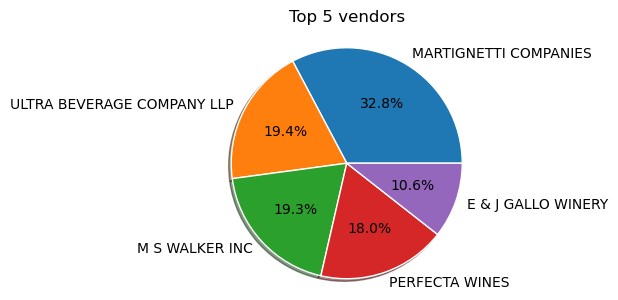 Top 5 vendors
MARTIGNETTI COMPANIES
32.8%
ULTRA BEVERAGE COMPANY LLP
19.4%
M S WALKER INC
19.3%
PERFECTA WINES
18.0%
E & J GALLO WINERY
10.6%